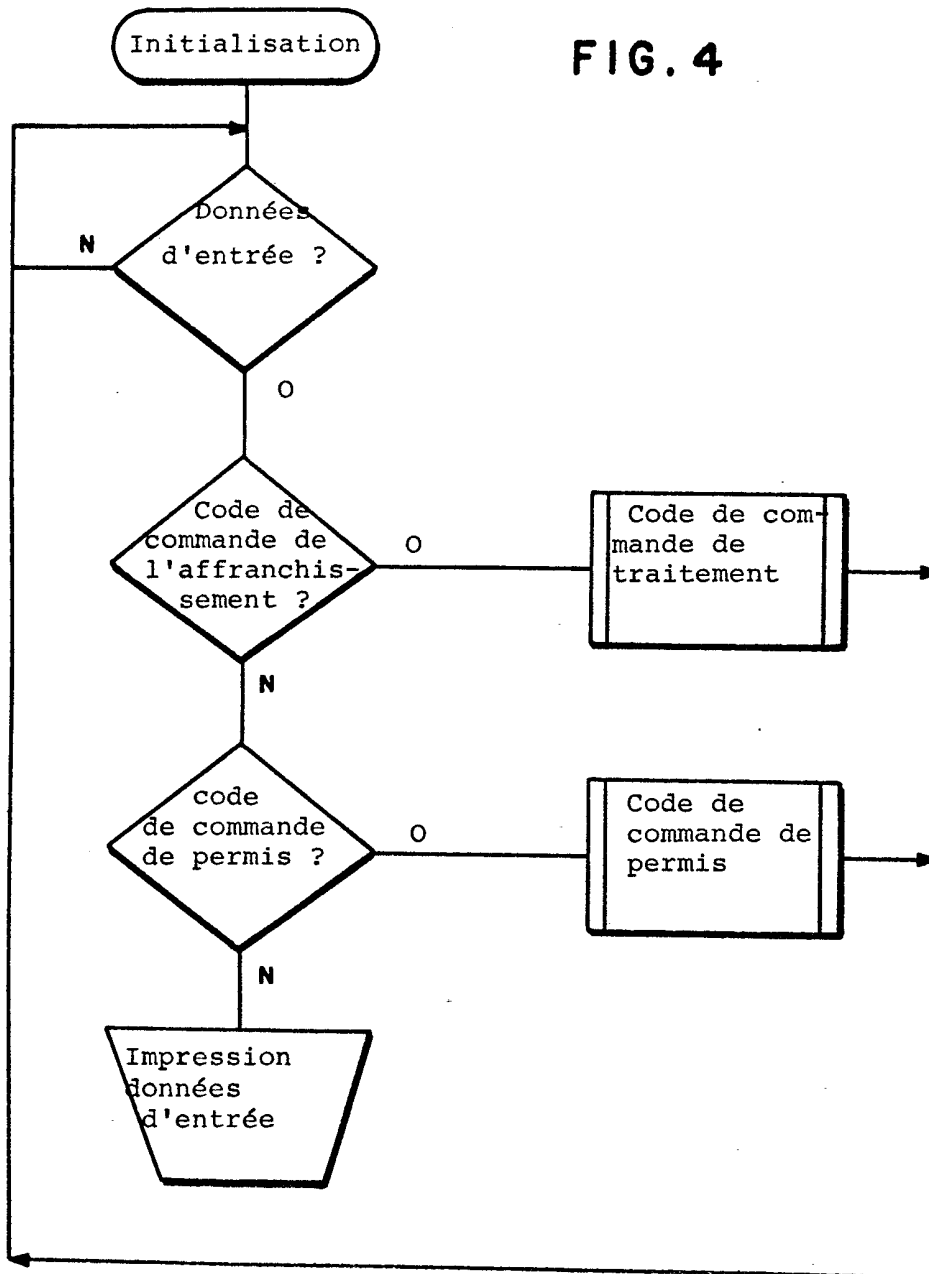 Initialisation
FIG. 4
Données
d'entrée ?
N
O
Code de
commande de
l'affranchis-
sement ?
O
Code de com-
mande de
traitement
N
code
de commande
de permis ?
O
Code de
commande de
permis
N
Impression
données
d'entrée